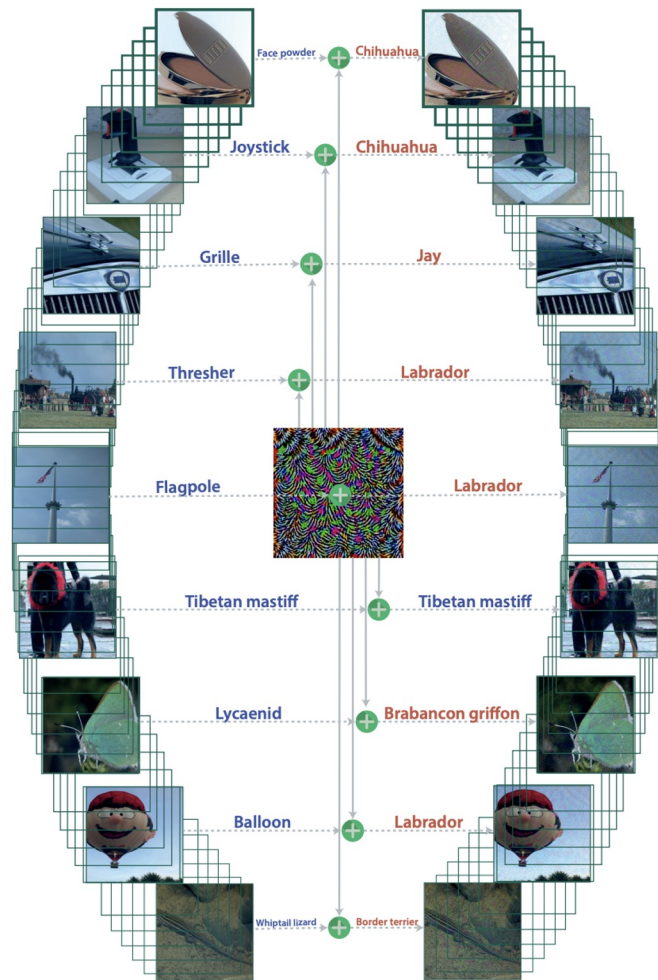 Face powder Chihuahua
Joystick Chihuahua
Grille Jay
Thresher Labrador
Flagpole Labrador
Tibetan mastiff Tibetan mastiff
Lycaenid Brabancon griffon
Balloon Labrador
Whiptail lizard Border terrier